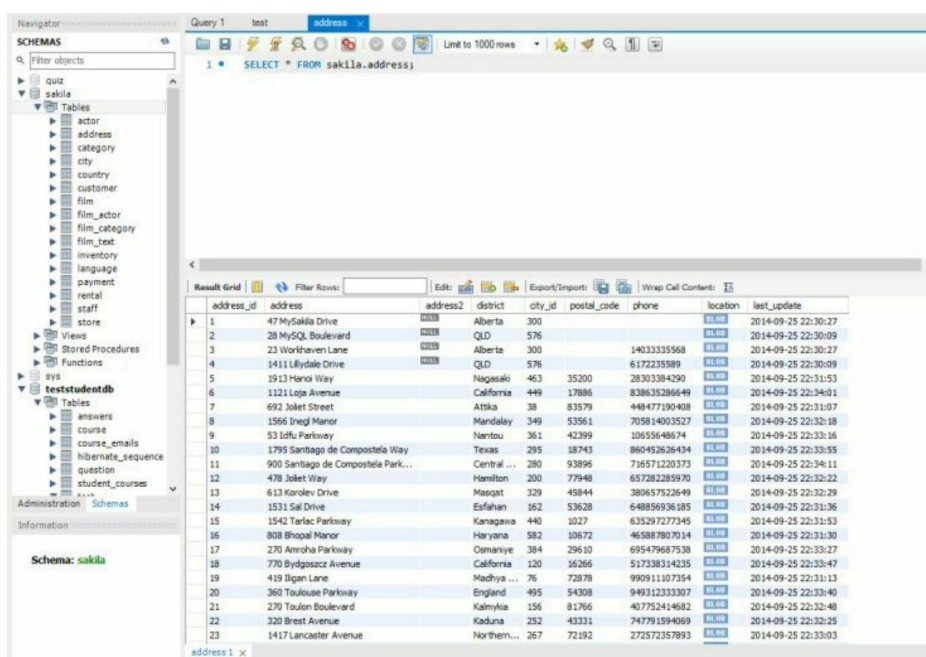 Navigator
SCHEMAS
Filter objects
quiz
sakila
Tables
actor
address
category
city
country
customer
film
film_actor
film_category
film_text
inventory
language
payment
rental
staff
store
Views
Stored Procedures
Functions
sys
teststudentdb
Tables
answers
course
course_emails
hibernate_sequence
question
student_courses
Administration Schemas
Information
Schema: sakila
Query 1 test address
Limit to 1000 rows
1 SELECT * FROM sakila.address;
Result Grid Filter Rows: Edit: Export/Import: Wrap Cell Content:
address_id address address2 district city_id postal_code phone location last_update
1 47 MySakila Drive NULL Alberta 300 BLOB 2014-09-25 22:30:27
2 28 MySQL Boulevard NULL QLD 576 BLOB 2014-09-25 22:30:09
3 23 Workhaven Lane NULL Alberta 300 14033335568 BLOB 2014-09-25 22:30:27
4 1411 Lillydale Drive NULL QLD 576 6172235589 BLOB 2014-09-25 22:30:09
5 1913 Hanoi Way Nagasaki 463 35200 28303384290 BLOB 2014-09-25 22:31:53
6 1121 Loja Avenue California 449 17886 838635286649 BLOB 2014-09-25 22:34:01
7 692 Joliet Street Attika 38 83579 448477190408 BLOB 2014-09-25 22:31:07
8 1566 Inegl Manor Mandalay 349 53561 705814003527 BLOB 2014-09-25 22:32:18
9 53 Idfu Parkway Nantou 361 42399 10655648674 BLOB 2014-09-25 22:33:16
10 1795 Santiago de Compostela Way Texas 295 18743 860452626434 BLOB 2014-09-25 22:33:55
11 900 Santiago de Compostela Park... Central ... 280 93896 716571220373 BLOB 2014-09-25 22:34:11
12 478 Joliet Way Hamilton 200 77948 657282285970 BLOB 2014-09-25 22:32:22
13 613 Korolev Drive Masqat 329 45844 380657522649 BLOB 2014-09-25 22:32:29
14 1531 Sal Drive Esfahan 162 53628 648856936185 BLOB 2014-09-25 22:31:36
15 1542 Tarlac Parkway Kanagawa 440 1027 635297277345 BLOB 2014-09-25 22:31:53
16 808 Bhopal Manor Haryana 582 10672 465887807014 BLOB 2014-09-25 22:31:30
17 270 Amroha Parkway Osmaniye 384 29610 695479687538 BLOB 2014-09-25 22:33:27
18 770 Bydgoszcz Avenue California 120 16266 517338314235 BLOB 2014-09-25 22:33:47
19 419 Iligan Lane Madhya ... 76 72878 990911107354 BLOB 2014-09-25 22:31:13
20 360 Toulouse Parkway England 495 54308 949312333307 BLOB 2014-09-25 22:33:40
21 270 Toulon Boulevard Kalmykia 156 81766 407752414682 BLOB 2014-09-25 22:32:48
22 320 Brest Avenue Kaduna 252 43331 747791594069 BLOB 2014-09-25 22:32:25
23 1417 Lancaster Avenue Northern... 267 72192 272572357893 BLOB 2014-09-25 22:33:03
address 1